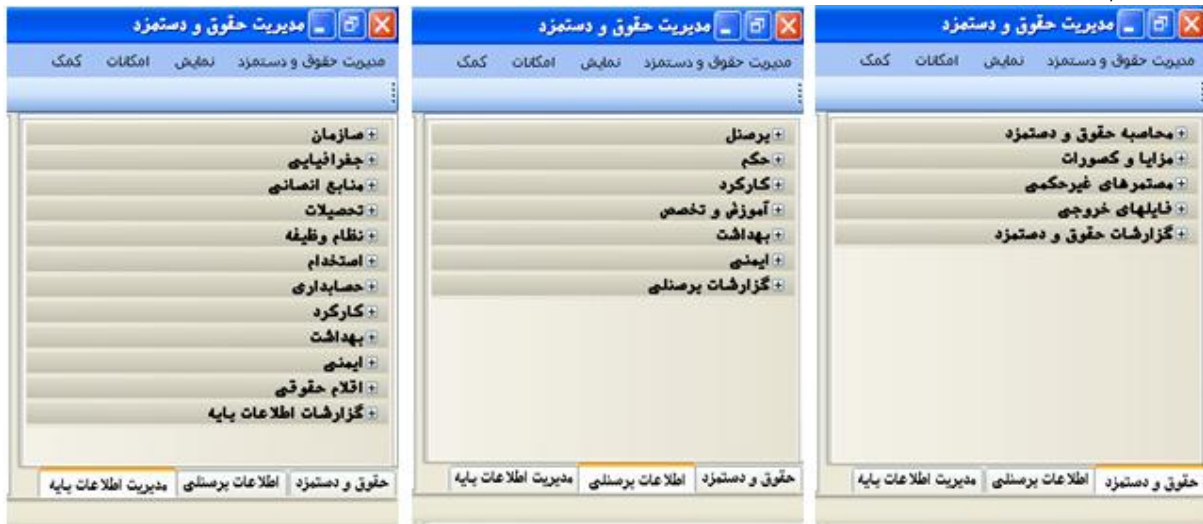 مدیریت حقوق و دستمزد
مدیریت حقوق و دستمزد نمایش امکانات کمک
محاسبه حقوق و دستمزد
مزایا و کسورات
مستمرهای غیرحکمی
فایلهای خروجی
گزارشات حقوق و دستمزد
حقوق و دستمزد اطلاعات پرسنلی مدیریت اطلاعات پایه
مدیریت حقوق و دستمزد
مدیریت حقوق و دستمزد نمایش امکانات کمک
پرسنل
حکم
کارکرد
آموزش و تخصص
بهداشت
ایمنی
گزارشات پرسنلی
حقوق و دستمزد اطلاعات پرسنلی مدیریت اطلاعات پایه
مدیریت حقوق و دستمزد
مدیریت حقوق و دستمزد نمایش امکانات کمک
سازمان
جغرافیایی
منابع انسانی
تحصیلات
نظام وظیفه
استخدام
حسابداری
کارکرد
بهداشت
ایمنی
اقلام حقوقی
گزارشات اطلاعات پایه
حقوق و دستمزد اطلاعات پرسنلی مدیریت اطلاعات پایه